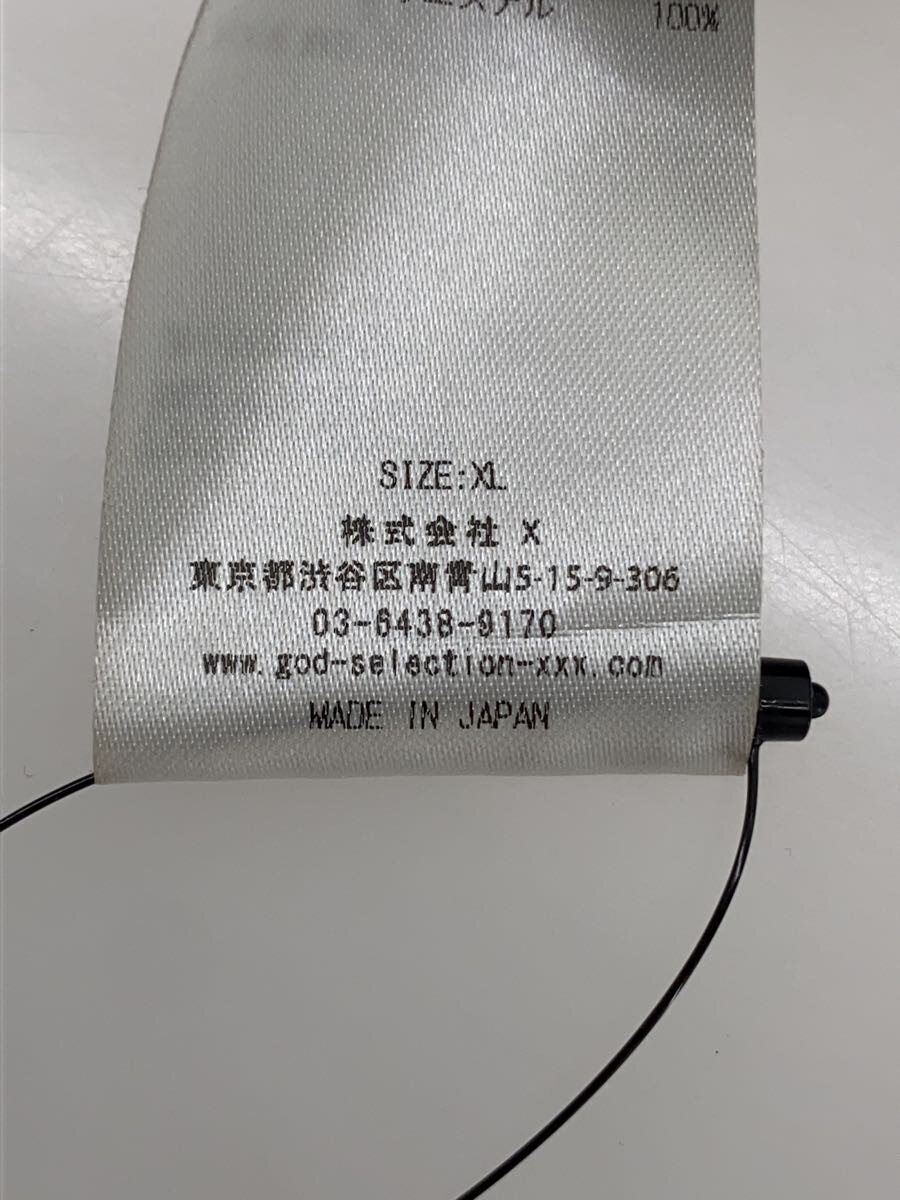 100%
SIZE:XL
株式会社 X
東京都渋谷区南青山5-15-9-306
03-6438-9170
www.god-selection-xxx.com
MADE IN JAPAN